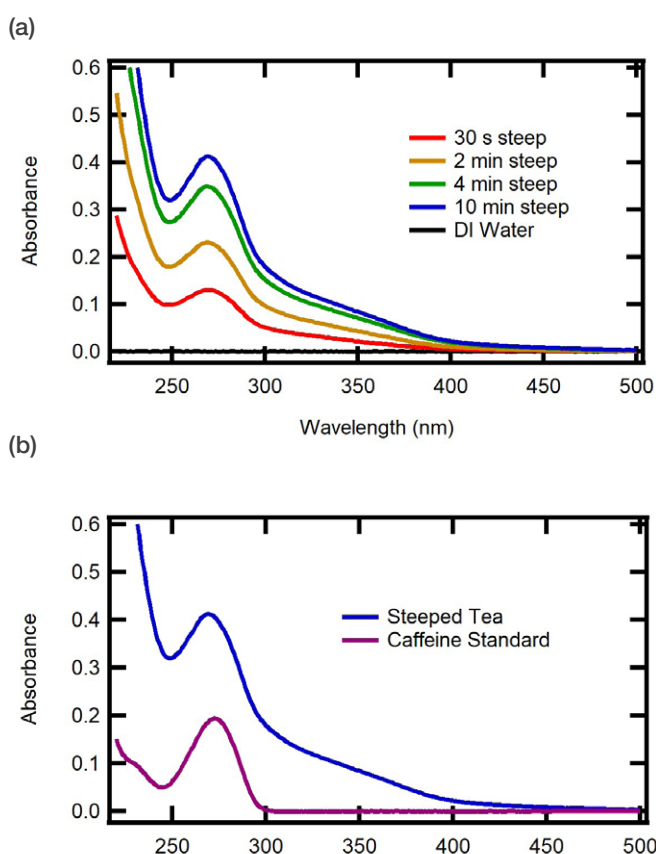 (a)
0.6
0.5
0.4
0.3
0.2
0.1
0.0
Absorbance
30 s steep
2 min steep
4 min steep
10 min steep
DI Water
250 300 350 400 450 500
Wavelength (nm)
(b)
0.6
0.5
0.4
0.3
0.2
0.1
0.0
Absorbance
Steeped Tea
Caffeine Standard
250 300 350 400 450 500